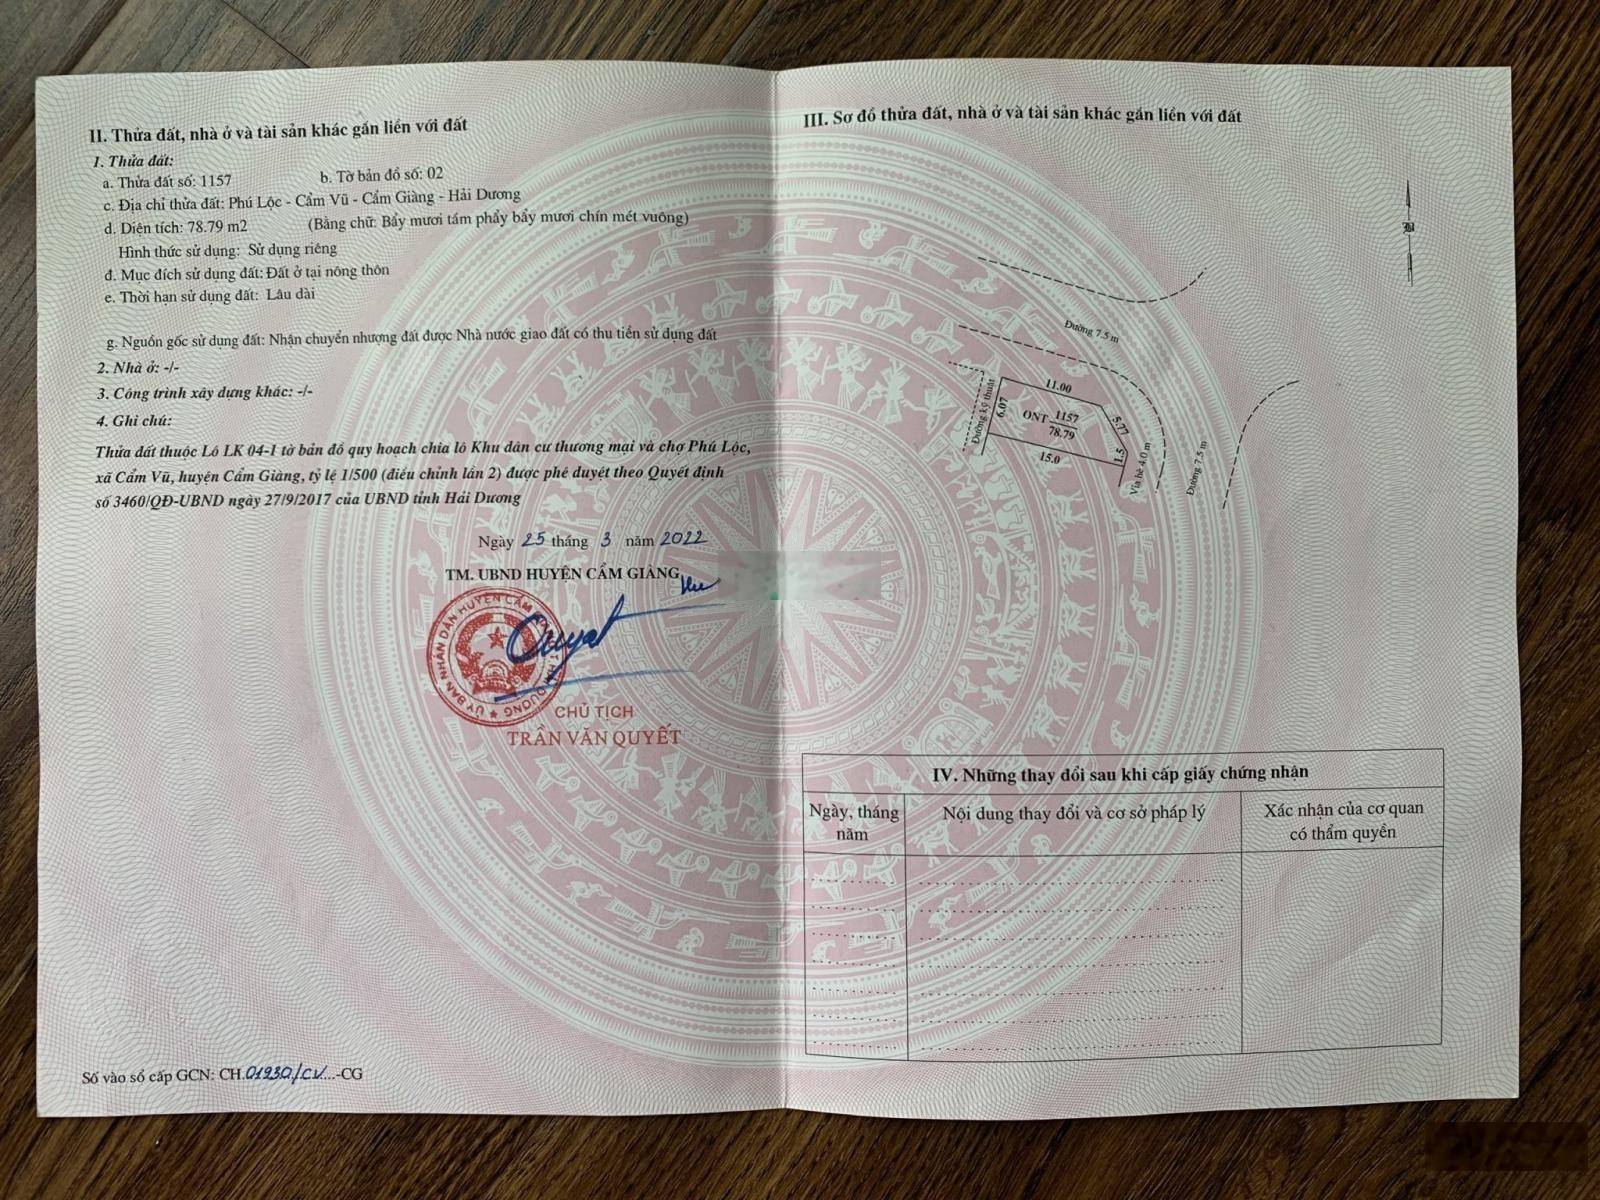 II. Thửa đất, nhà ở và tài sản khác gắn liền với đất
1. Thửa đất:
a. Thửa đất số: 1157 b. Tờ bản đồ số: 02
c. Địa chỉ thửa đất: Phú Lộc - Cẩm Vũ - Cẩm Giàng - Hải Dương
d. Diện tích: 78.79 m2 (Bằng chữ: Bẩy mươi tám phẩy bẩy mươi chín mét vuông)
Hình thức sử dụng: Sử dụng riêng
đ. Mục đích sử dụng đất: Đất ở tại nông thôn
e. Thời hạn sử dụng đất: Lâu dài
g. Nguồn gốc sử dụng đất: Nhận chuyển nhượng đất được Nhà nước giao đất có thu tiền sử dụng đất
2. Nhà ở: -/-
3. Công trình xây dựng khác: -/-
4. Ghi chú:
Thửa đất thuộc Lô LK 04-1 tờ bản đồ quy hoạch chia lô Khu dân cư thương mại và chợ Phú Lộc,
xã Cẩm Vũ, huyện Cẩm Giàng, tỷ lệ 1/500 (điều chỉnh lần 2) được phê duyệt theo Quyết định
số 3460/QĐ-UBND ngày 27/9/2017 của UBND tỉnh Hải Dương
Ngày 25 tháng 3 năm 2022
TM. UBND HUYỆN CẨM GIÀNG
Quyết
CHỦ TỊCH
TRẦN VĂN QUYẾT
Số vào sổ cấp GCN: CH.01930/CV...-CG
III. Sơ đồ thửa đất, nhà ở và tài sản khác gắn liền với đất
B
Đường 7.5 m
Đường kỹ thuật
6.07
11.00
ONT 1157
78.79
5.77
1.5
15.0
Vỉa hè 4.0 m
Đường 7.5 m
IV. Những thay đổi sau khi cấp giấy chứng nhận
Ngày, tháng
năm
Nội dung thay đổi và cơ sở pháp lý
Xác nhận của cơ quan
có thẩm quyền